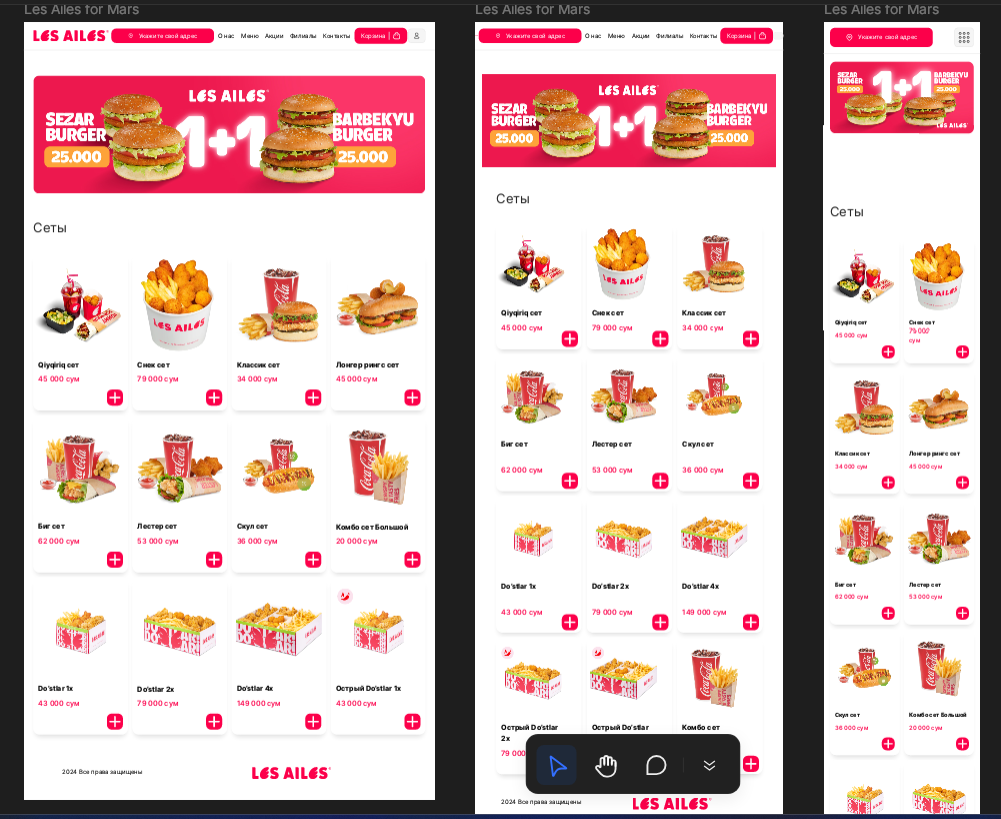 Les Ailes for Mars
LES AILES
Укажите свой адрес
О нас
Меню
Акции
Филиалы
Контакты
Корзина |
SEZAR
BURGER
25.000
LES AILES
1+1
BARBEKYU
BURGER
25.000
Сеты
Qiyqiriq сет
45 000 сум
Снек сет
79 000 сум
Классик сет
34 000 сум
Лонгер рингс сет
45 000 сум
Биг сет
62 000 сум
Лестер сет
53 000 сум
Скул сет
36 000 сум
Комбо сет Большой
20 000 сум
Do'stlar 1x
43 000 сум
Do'stlar 2x
79 000 сум
Do'stlar 4x
149 000 сум
Острый Do'stlar 1x
43 000 сум
2024 Все права защищены
LES AILES
Les Ailes for Mars
Укажите свой адрес
О нас
Меню
Акции
Филиалы
Контакты
Корзина |
SEZAR
BURGER
25.000
LES AILES
1+1
BARBEKYU
BURGER
25.000
Сеты
Qiyqiriq сет
45 000 сум
Снек сет
79 000 сум
Классик сет
34 000 сум
Биг сет
62 000 сум
Лестер сет
53 000 сум
Скул сет
36 000 сум
Do'stlar 1x
43 000 сум
Do'stlar 2x
79 000 сум
Do'stlar 4x
149 000 сум
Острый Do'stlar
2x
79 000
Острый Do'stlar
Комбо сет
2024 Все права защищены
LES AILES
Les Ailes for Mars
Укажите свой адрес
SEZAR
BURGER
25.000
1+1
BARBEKYU
BURGER
25.000
LES AILES
Сеты
Qiyqiriq сет
45 000 сум
Снек сет
79 000
сум
Классик сет
34 000 сум
Лонгер рингс сет
45 000 сум
Биг сет
62 000 сум
Лестер сет
53 000 сум
Скул сет
36 000 сум
Комбо сет Большой
20 000 сум